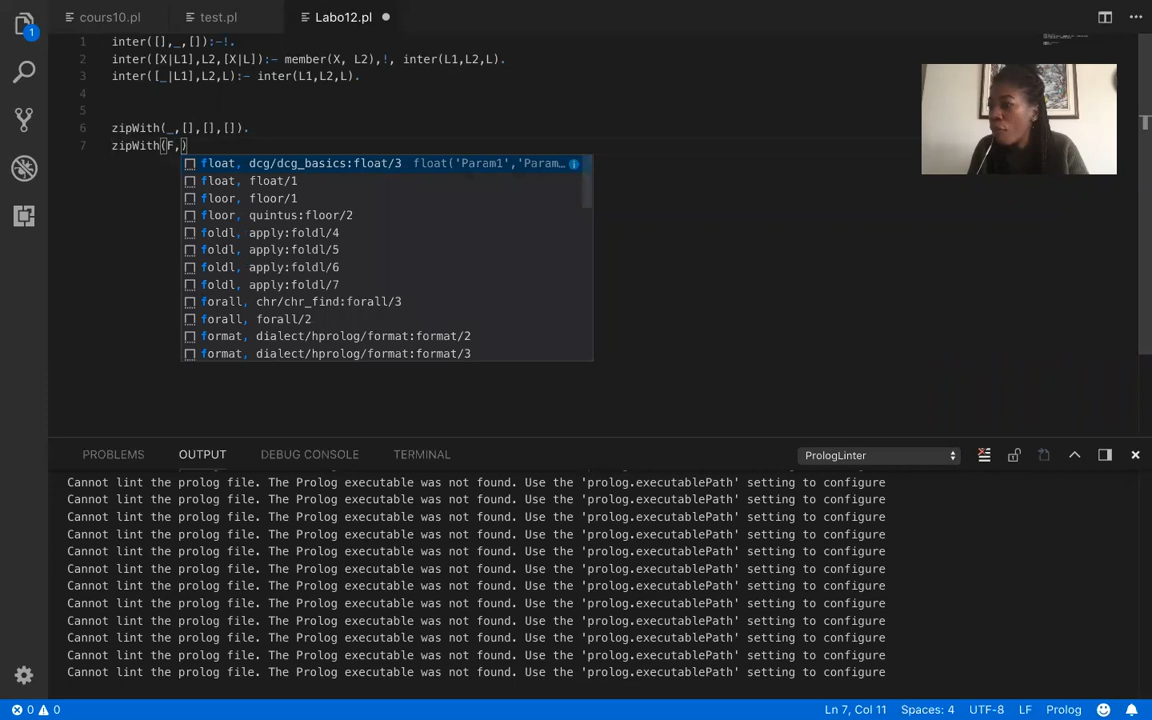 cours10.pl test.pl Labo12.pl
1
1 inter([],_,[]):-!.
2 inter([X|L1],L2,[X|L]):- member(X, L2),!, inter(L1,L2,L).
3 inter([_|L1],L2,L):- inter(L1,L2,L).
4
5
6 zipWith(_,[],[],[]).
7 zipWith(F,)
float, dcg/dcg_basics:float/3 float('Param1','Param…
float, float/1
floor, floor/1
floor, quintus:floor/2
foldl, apply:foldl/4
foldl, apply:foldl/5
foldl, apply:foldl/6
foldl, apply:foldl/7
forall, chr/chr_find:forall/3
forall, forall/2
format, dialect/hprolog/format:format/2
format, dialect/hprolog/format:format/3
PROBLEMS OUTPUT DEBUG CONSOLE TERMINAL PrologLinter
Cannot lint the prolog file. The Prolog executable was not found. Use the 'prolog.executablePath' setting to configure
Cannot lint the prolog file. The Prolog executable was not found. Use the 'prolog.executablePath' setting to configure
Cannot lint the prolog file. The Prolog executable was not found. Use the 'prolog.executablePath' setting to configure
Cannot lint the prolog file. The Prolog executable was not found. Use the 'prolog.executablePath' setting to configure
Cannot lint the prolog file. The Prolog executable was not found. Use the 'prolog.executablePath' setting to configure
Cannot lint the prolog file. The Prolog executable was not found. Use the 'prolog.executablePath' setting to configure
Cannot lint the prolog file. The Prolog executable was not found. Use the 'prolog.executablePath' setting to configure
Cannot lint the prolog file. The Prolog executable was not found. Use the 'prolog.executablePath' setting to configure
Cannot lint the prolog file. The Prolog executable was not found. Use the 'prolog.executablePath' setting to configure
Cannot lint the prolog file. The Prolog executable was not found. Use the 'prolog.executablePath' setting to configure
Cannot lint the prolog file. The Prolog executable was not found. Use the 'prolog.executablePath' setting to configure
Cannot lint the prolog file. The Prolog executable was not found. Use the 'prolog.executablePath' setting to configure
0 0 Ln 7, Col 11 Spaces: 4 UTF-8 LF Prolog